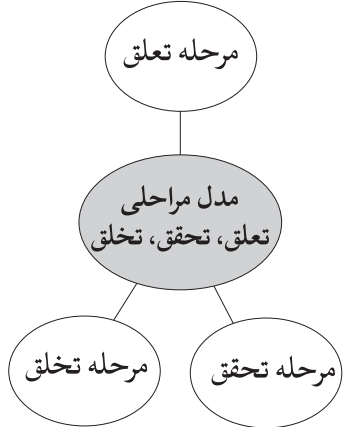 مرحله تعلق
مدل مراحلی
تعلق، تحقق، تخلق
مرحله تحقق
مرحله تخلق